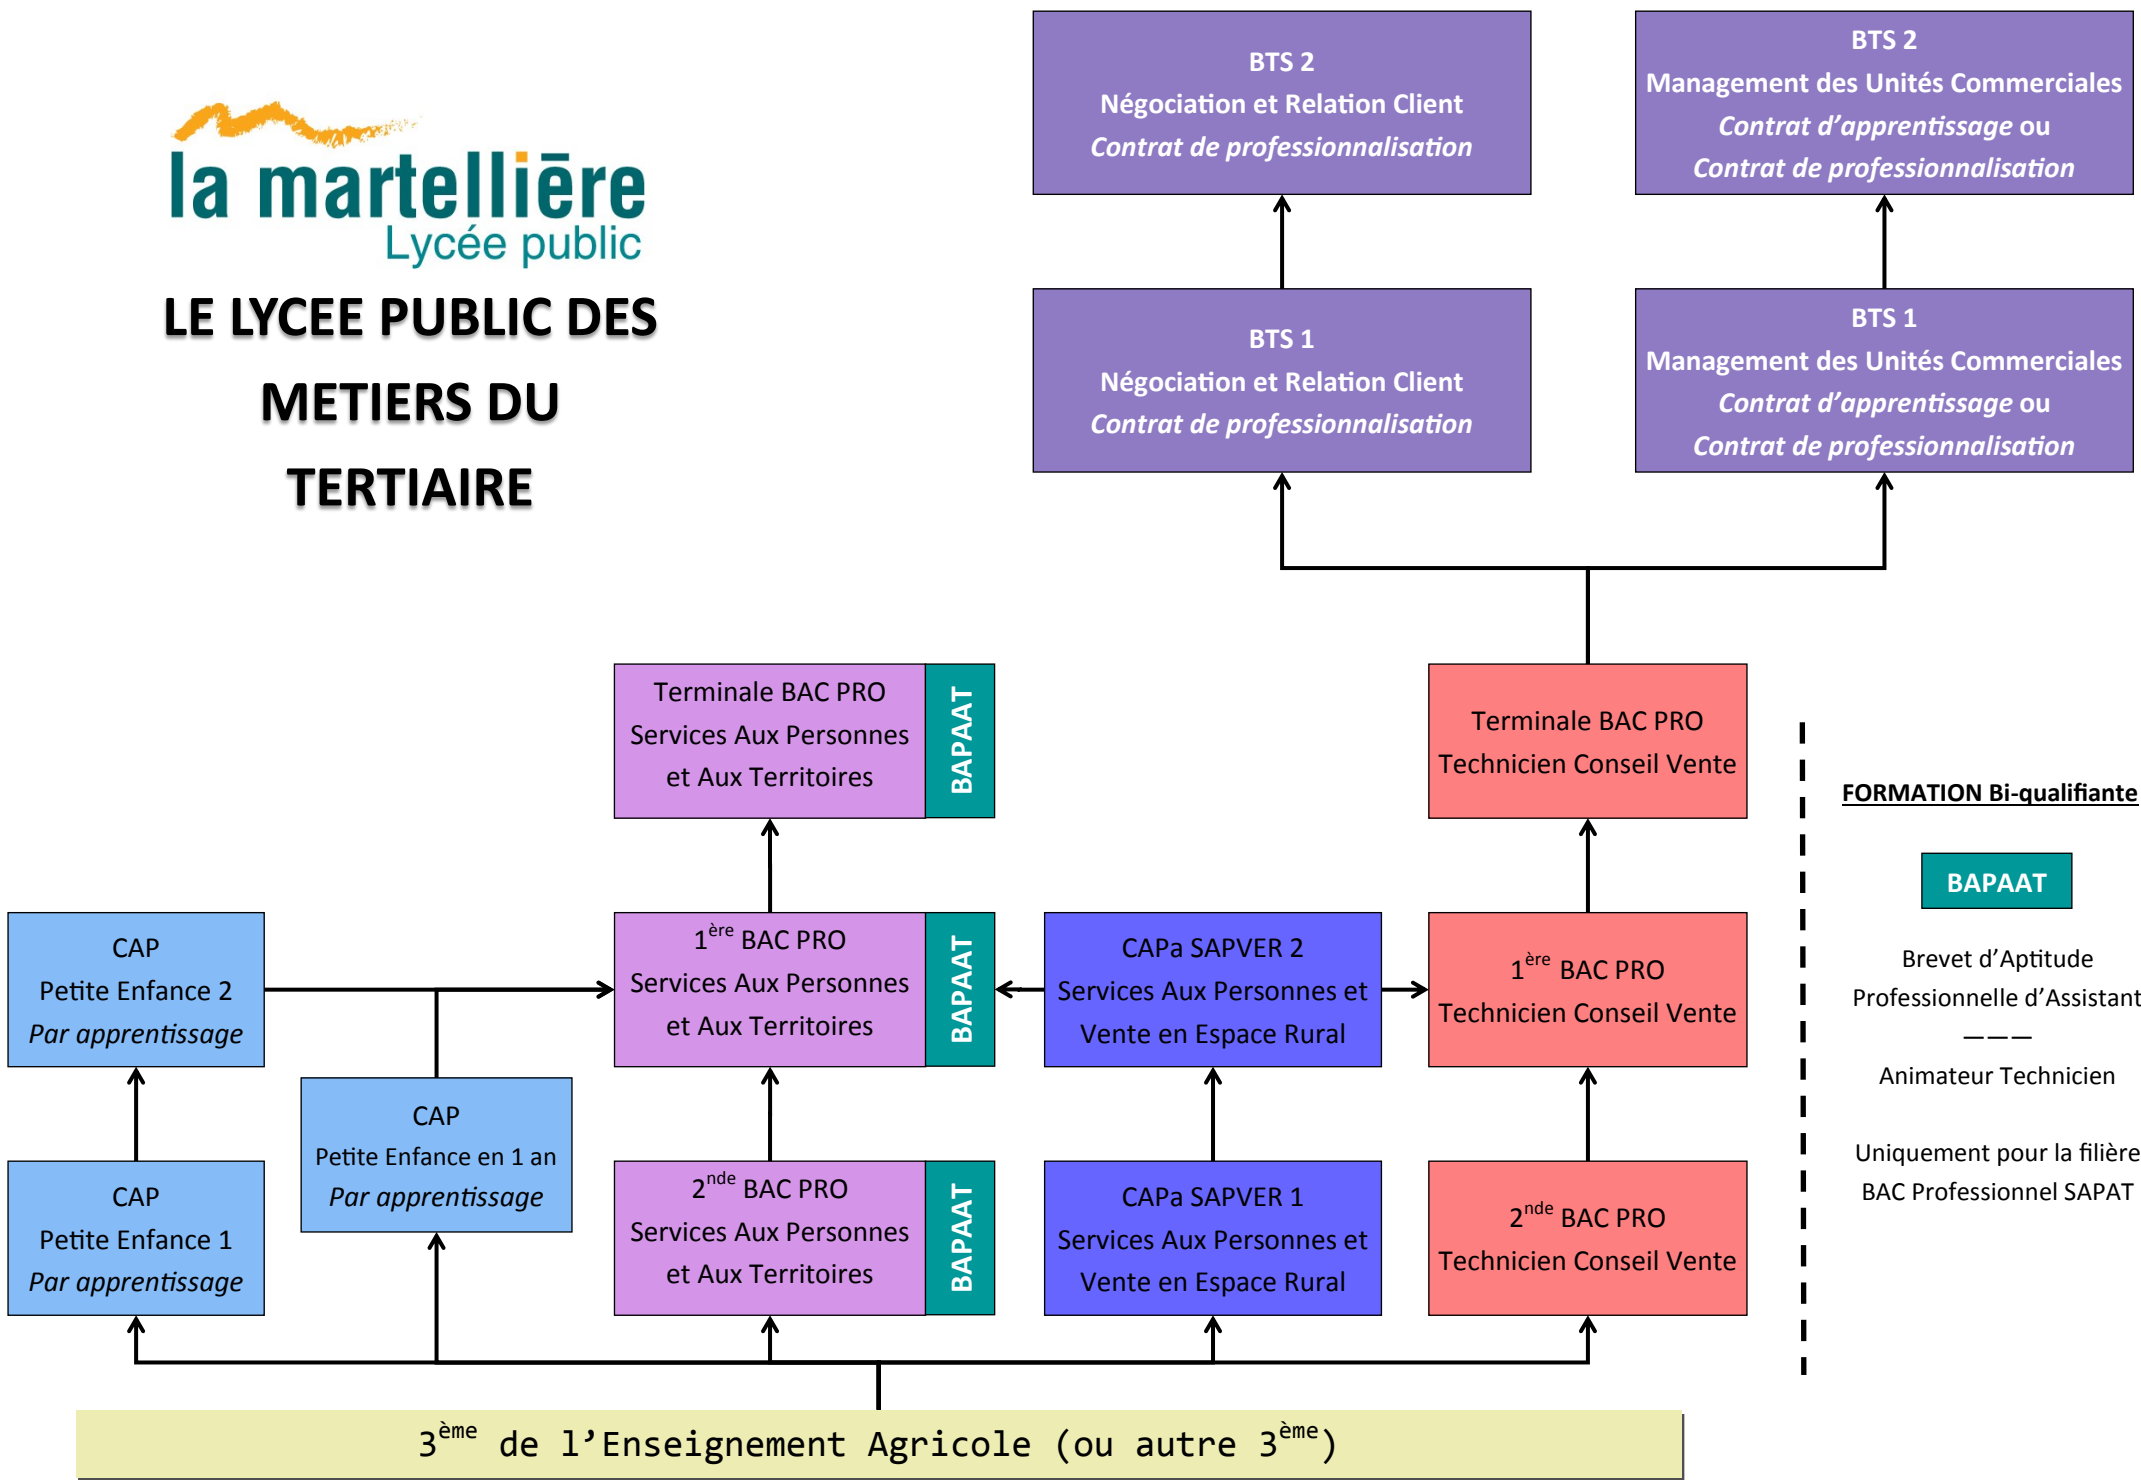 la martellière
Lycée public
LE LYCEE PUBLIC DES
METIERS DU
TERTIAIRE
BTS 2
Négociation et Relation Client
Contrat de professionnalisation
BTS 2
Management des Unités Commerciales
Contrat d’apprentissage ou
Contrat de professionnalisation
BTS 1
Négociation et Relation Client
Contrat de professionnalisation
BTS 1
Management des Unités Commerciales
Contrat d’apprentissage ou
Contrat de professionnalisation
Terminale BAC PRO
Services Aux Personnes
et Aux Territoires
BAPAAT
Terminale BAC PRO
Technicien Conseil Vente
CAP
Petite Enfance 2
Par apprentissage
1ère BAC PRO
Services Aux Personnes
et Aux Territoires
BAPAAT
CAPa SAPVER 2
Services Aux Personnes et
Vente en Espace Rural
1ère BAC PRO
Technicien Conseil Vente
CAP
Petite Enfance en 1 an
Par apprentissage
CAP
Petite Enfance 1
Par apprentissage
2nde BAC PRO
Services Aux Personnes
et Aux Territoires
BAPAAT
CAPa SAPVER 1
Services Aux Personnes et
Vente en Espace Rural
2nde BAC PRO
Technicien Conseil Vente
FORMATION Bi-qualifiante
BAPAAT
Brevet d’Aptitude
Professionnelle d’Assistant
———
Animateur Technicien
Uniquement pour la filière
BAC Professionnel SAPAT
3ème de l’Enseignement Agricole (ou autre 3ème)